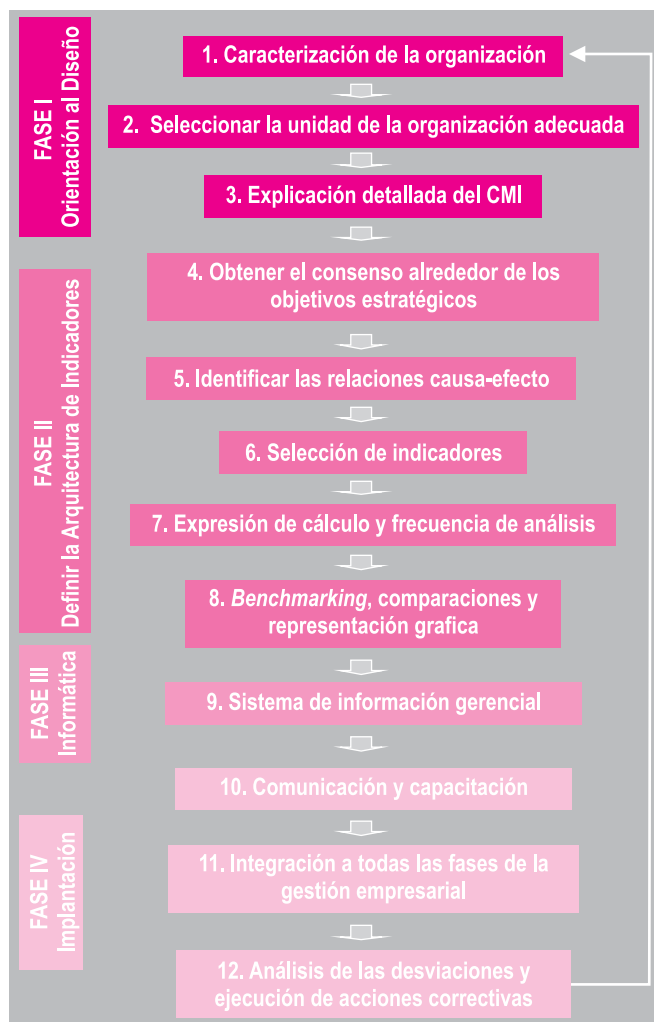 FASE I
Orientación al Diseño
1. Caracterización de la organización
2. Seleccionar la unidad de la organización adecuada
3. Explicación detallada del CMI
FASE II
Definir la Arquitectura de Indicadores
4. Obtener el consenso alrededor de los
objetivos estratégicos
5. Identificar las relaciones causa-efecto
6. Selección de indicadores
7. Expresión de cálculo y frecuencia de análisis
8. Benchmarking, comparaciones y
representación grafica
FASE III
Informática
9. Sistema de información gerencial
10. Comunicación y capacitación
FASE IV
Implantación
11. Integración a todas las fases de la
gestión empresarial
12. Análisis de las desviaciones y
ejecución de acciones correctivas